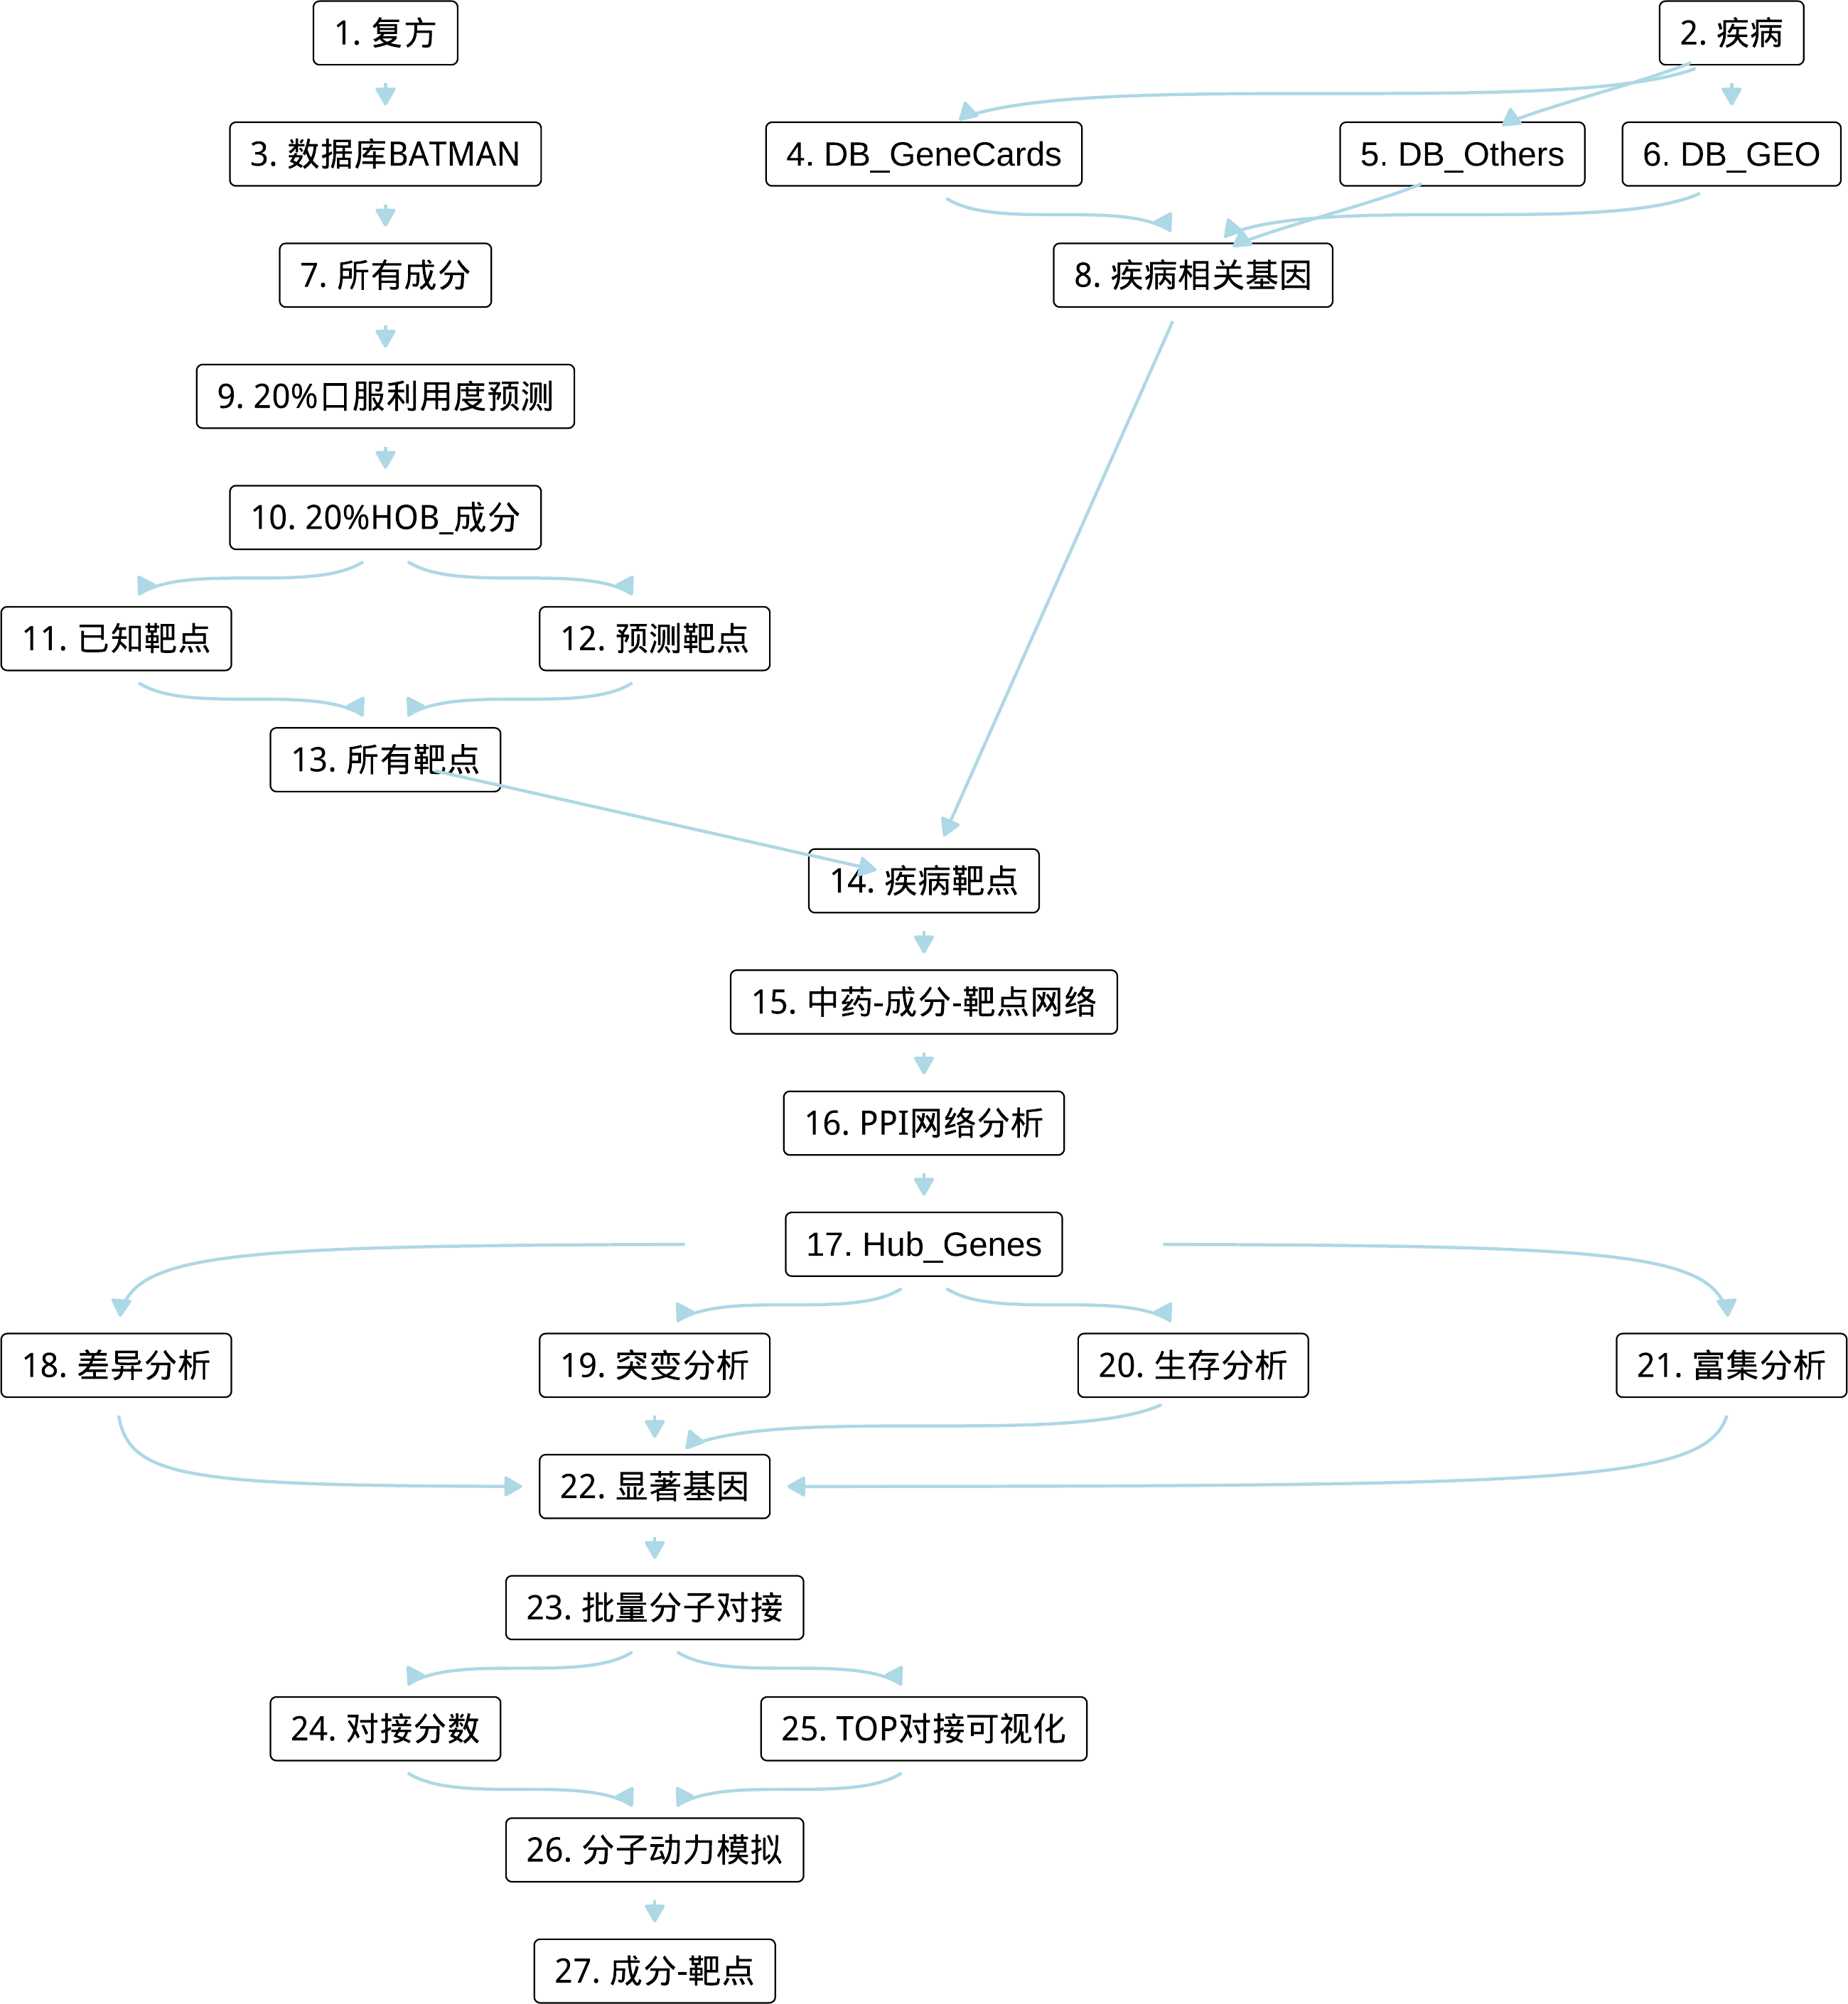 1. 复方
2. 疾病
3. 数据库BATMAN
4. DB_GeneCards
5. DB_Others
6. DB_GEO
7. 所有成分
8. 疾病相关基因
9. 20%口服利用度预测
10. 20%HOB_成分
11. 已知靶点
12. 预测靶点
13. 所有靶点
14. 疾病靶点
15. 中药-成分-靶点网络
16. PPI网络分析
17. Hub_Genes
18. 差异分析
19. 突变分析
20. 生存分析
21. 富集分析
22. 显著基因
23. 批量分子对接
24. 对接分数
25. TOP对接可视化
26. 分子动力模拟
27. 成分-靶点